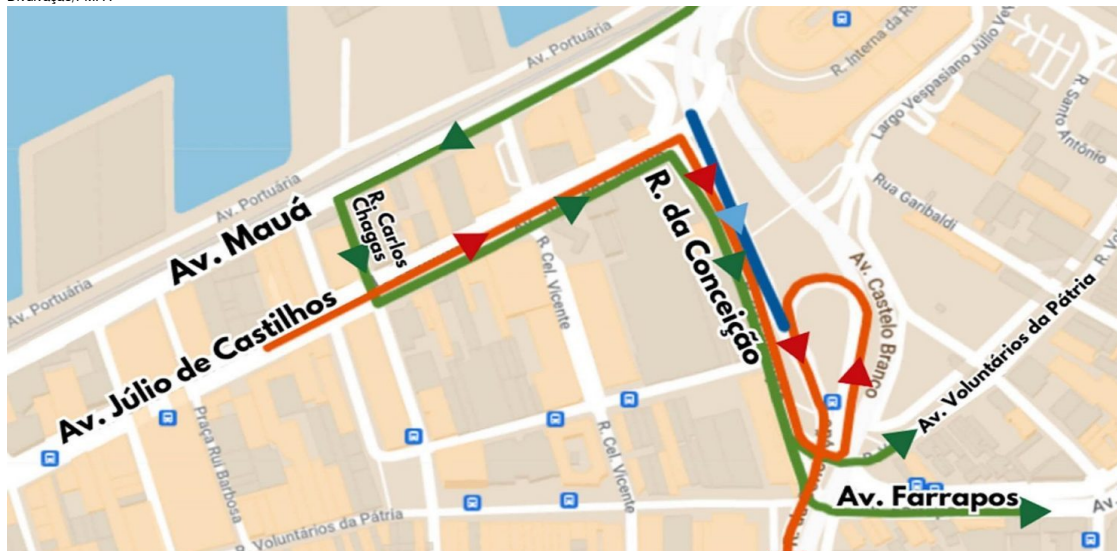 Av. Portuária
R. Interna da Ro
Largo Vespasiano Júlio Ve
R. Santo
Antônio
Av. Portuária
R. Carlos
Chagas
Av. Mauá
Rua Garibaldi
R. da Conceição
Av. Portuária
R. Cel. Vicente
Av. Castelo Branco
Av. Voluntários da Pátria
Av. Júlio de Castilhos
Praça Rui Barbosa
R. Cel. Vicente
Av. Farrapos
Av.
R. Voluntários da Pátria